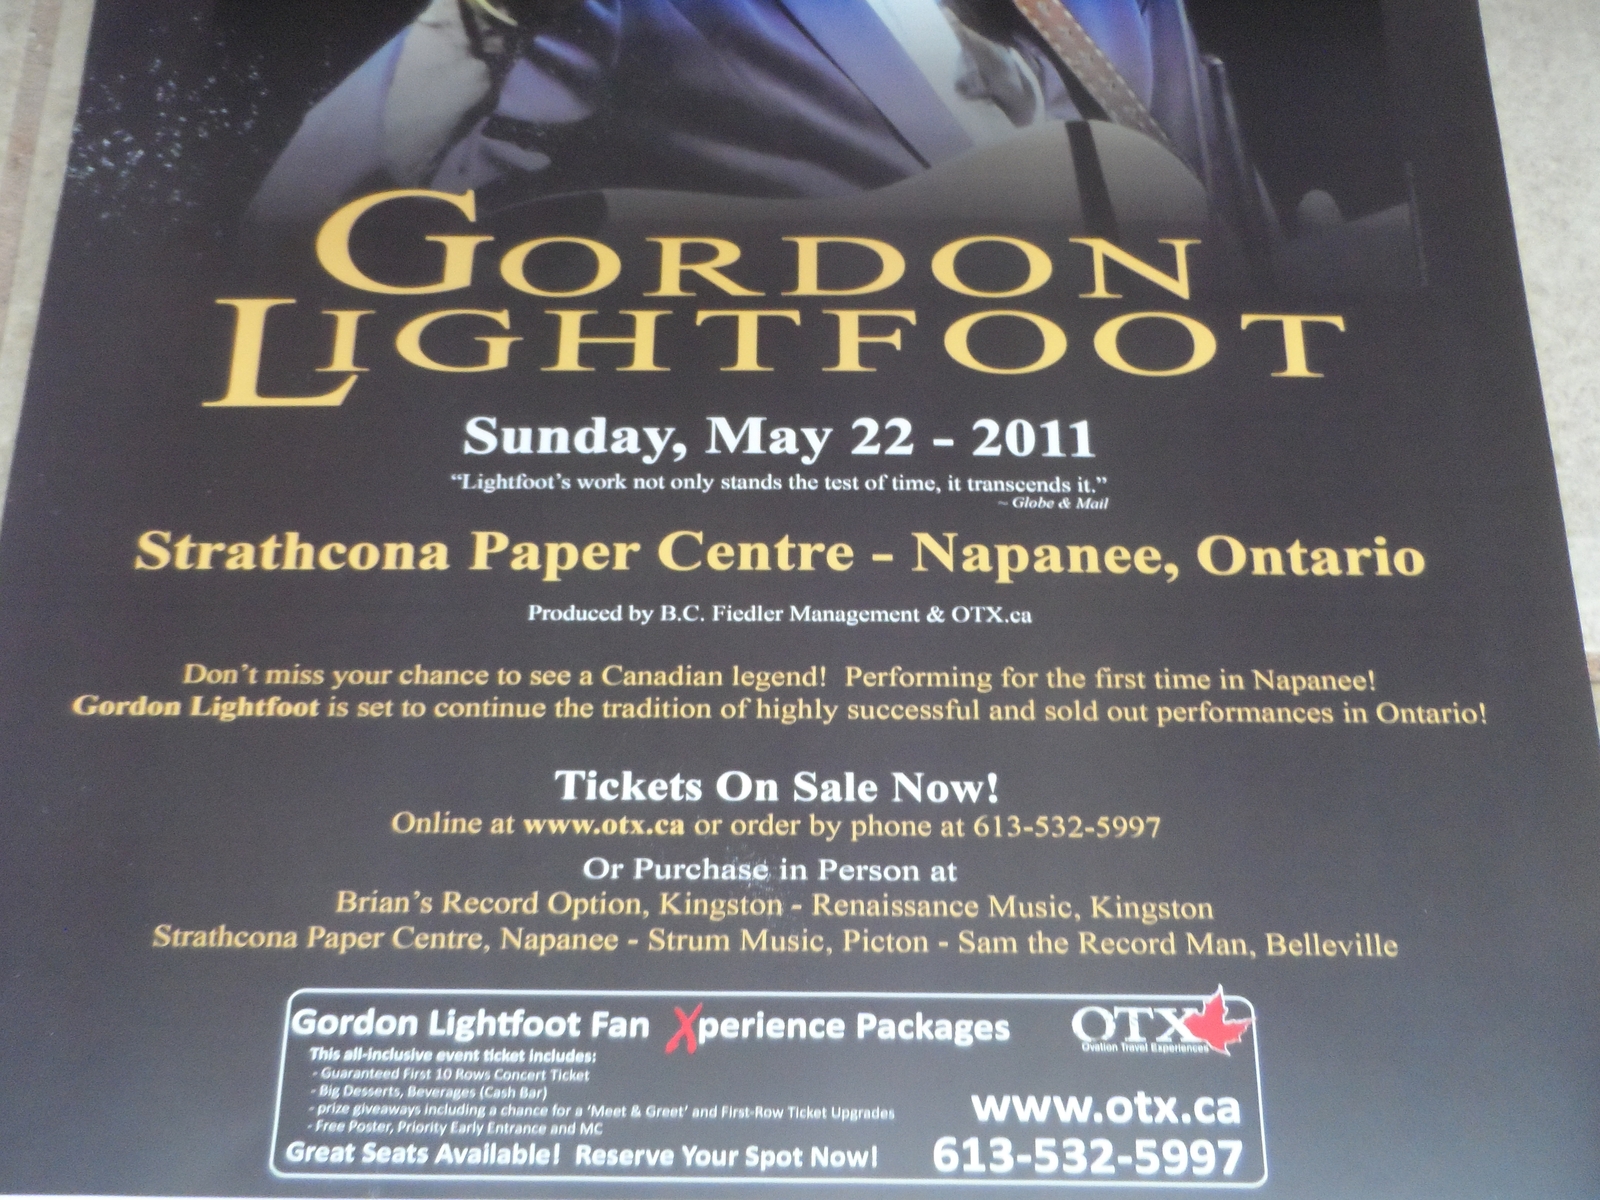 GORDON
LIGHTFOOT
Sunday, May 22 - 2011
“Lightfoot’s work not only stands the test of time, it transcends it.”
~ Globe & Mail
Strathcona Paper Centre - Napanee, Ontario
Produced by B.C. Fiedler Management & OTX.ca
Don’t miss your chance to see a Canadian legend! Performing for the first time in Napanee!
Gordon Lightfoot is set to continue the tradition of highly successful and sold out performances in Ontario!
Tickets On Sale Now!
Online at www.otx.ca or order by phone at 613-532-5997
Or Purchase in Person at
Brian’s Record Option, Kingston - Renaissance Music, Kingston
Strathcona Paper Centre, Napanee - Strum Music, Picton - Sam the Record Man, Belleville
Gordon Lightfoot Fan Xperience Packages
This all-inclusive event ticket includes:
- Guaranteed First 10 Rows Concert Ticket
- Big Desserts, Beverages (Cash Bar)
- prize giveaways including a chance for a ‘Meet & Greet’ and First-Row Ticket Upgrades
- Free Poster, Priority Early Entrance and MC
Great Seats Available! Reserve Your Spot Now!
OTX
Ovation Travel Experiences
www.otx.ca
613-532-5997